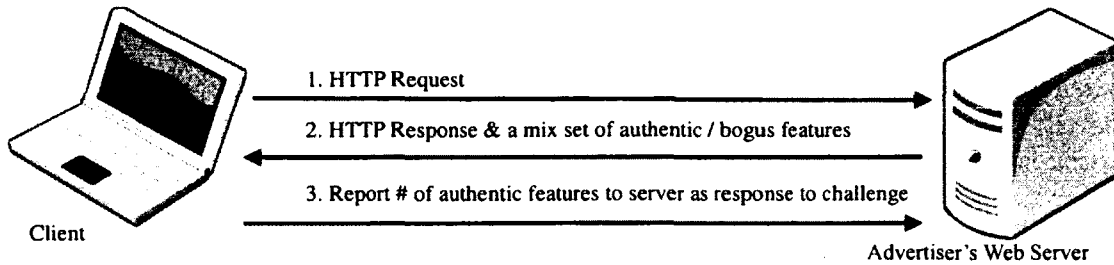 1. HTTP Request
2. HTTP Response & a mix set of authentic / bogus features
3. Report # of authentic features to server as response to challenge
Client
Advertiser's Web Server